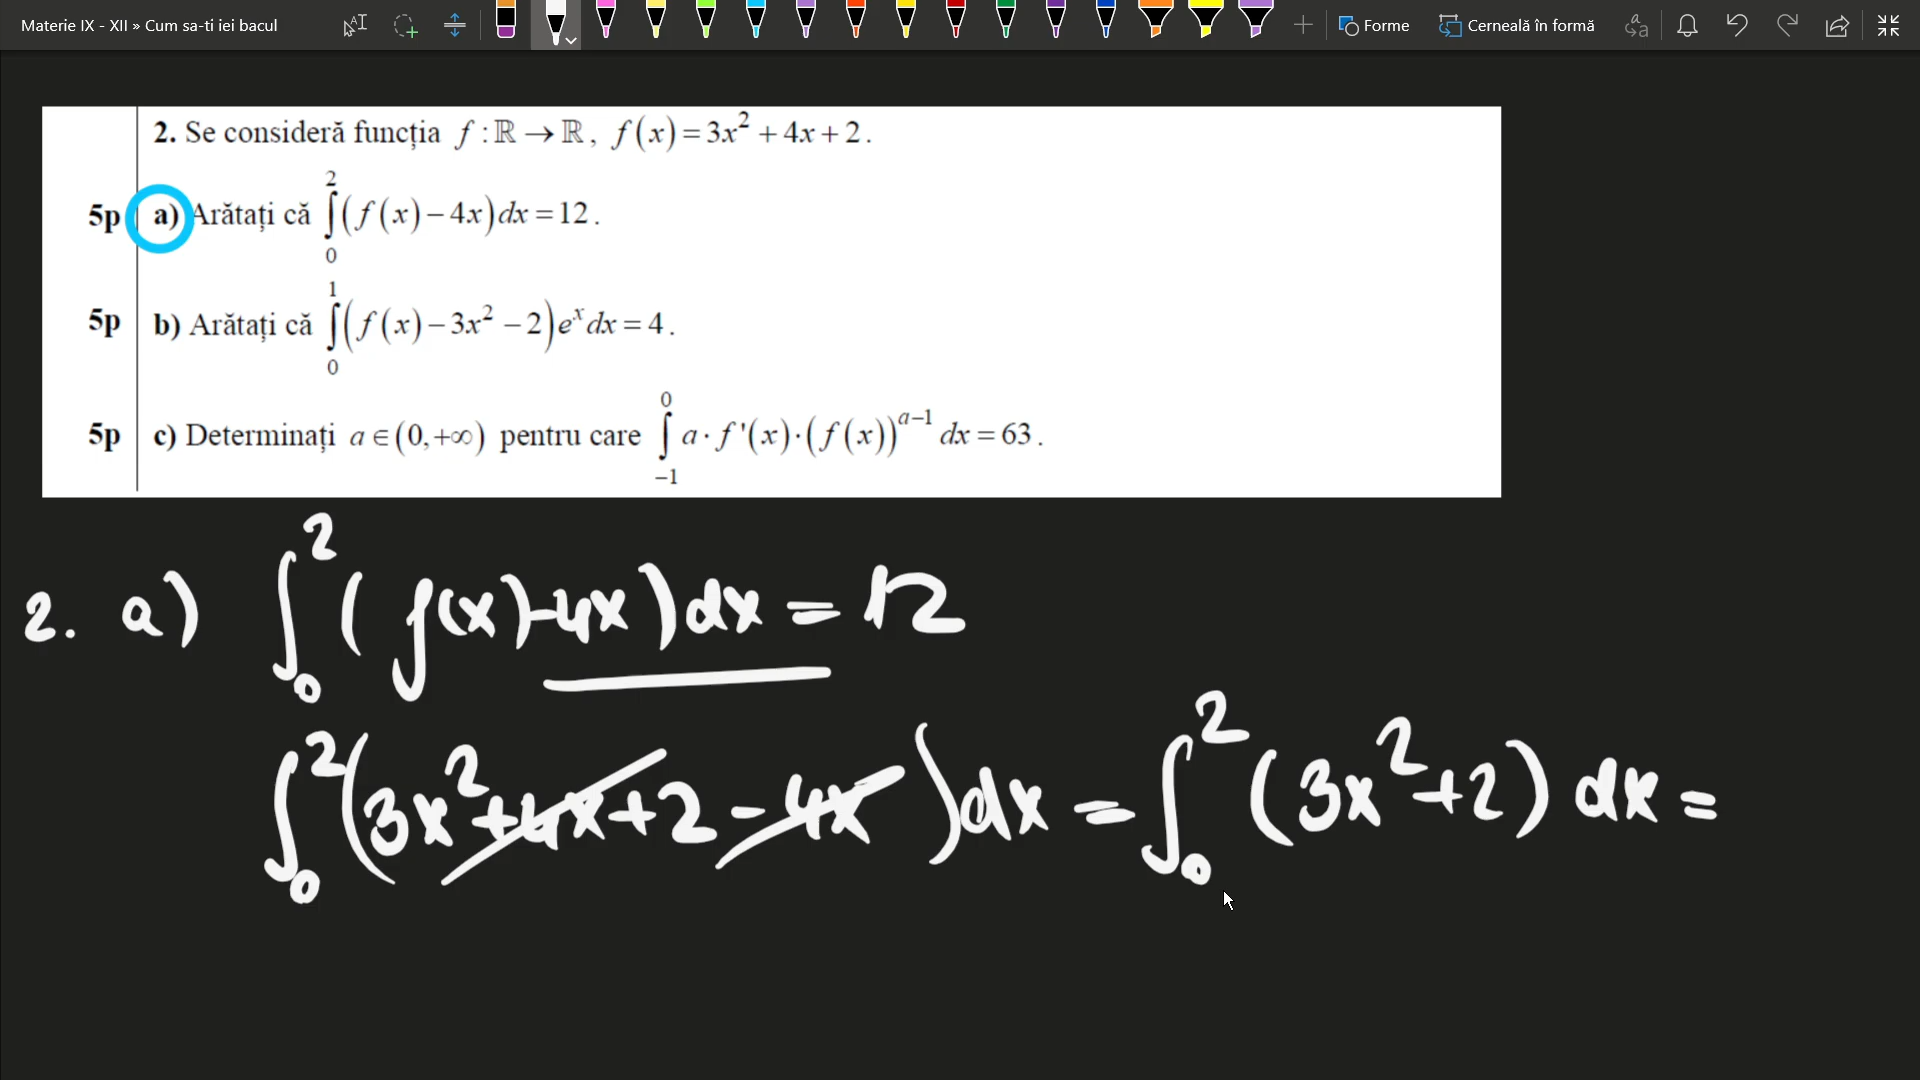 Materie IX - XII » Cum sa-ti iei bacul
Forme
Cerneală în formă
2. Se consideră funcția f : ℝ → ℝ, f(x) = 3x² + 4x + 2.
5p a) Arătați că ∫₀² (f(x) − 4x) dx = 12.
5p b) Arătați că ∫₀¹ (f(x) − 3x² − 2) eˣ dx = 4.
5p c) Determinați a ∈ (0, +∞) pentru care ∫₋₁⁰ a · f '(x) · (f(x))ᵃ⁻¹ dx = 63.
2. a) ∫₀² (f(x)-4x)dx = 12
∫₀² (3x²+4x+2-4x)dx = ∫₀² (3x²+2) dx =